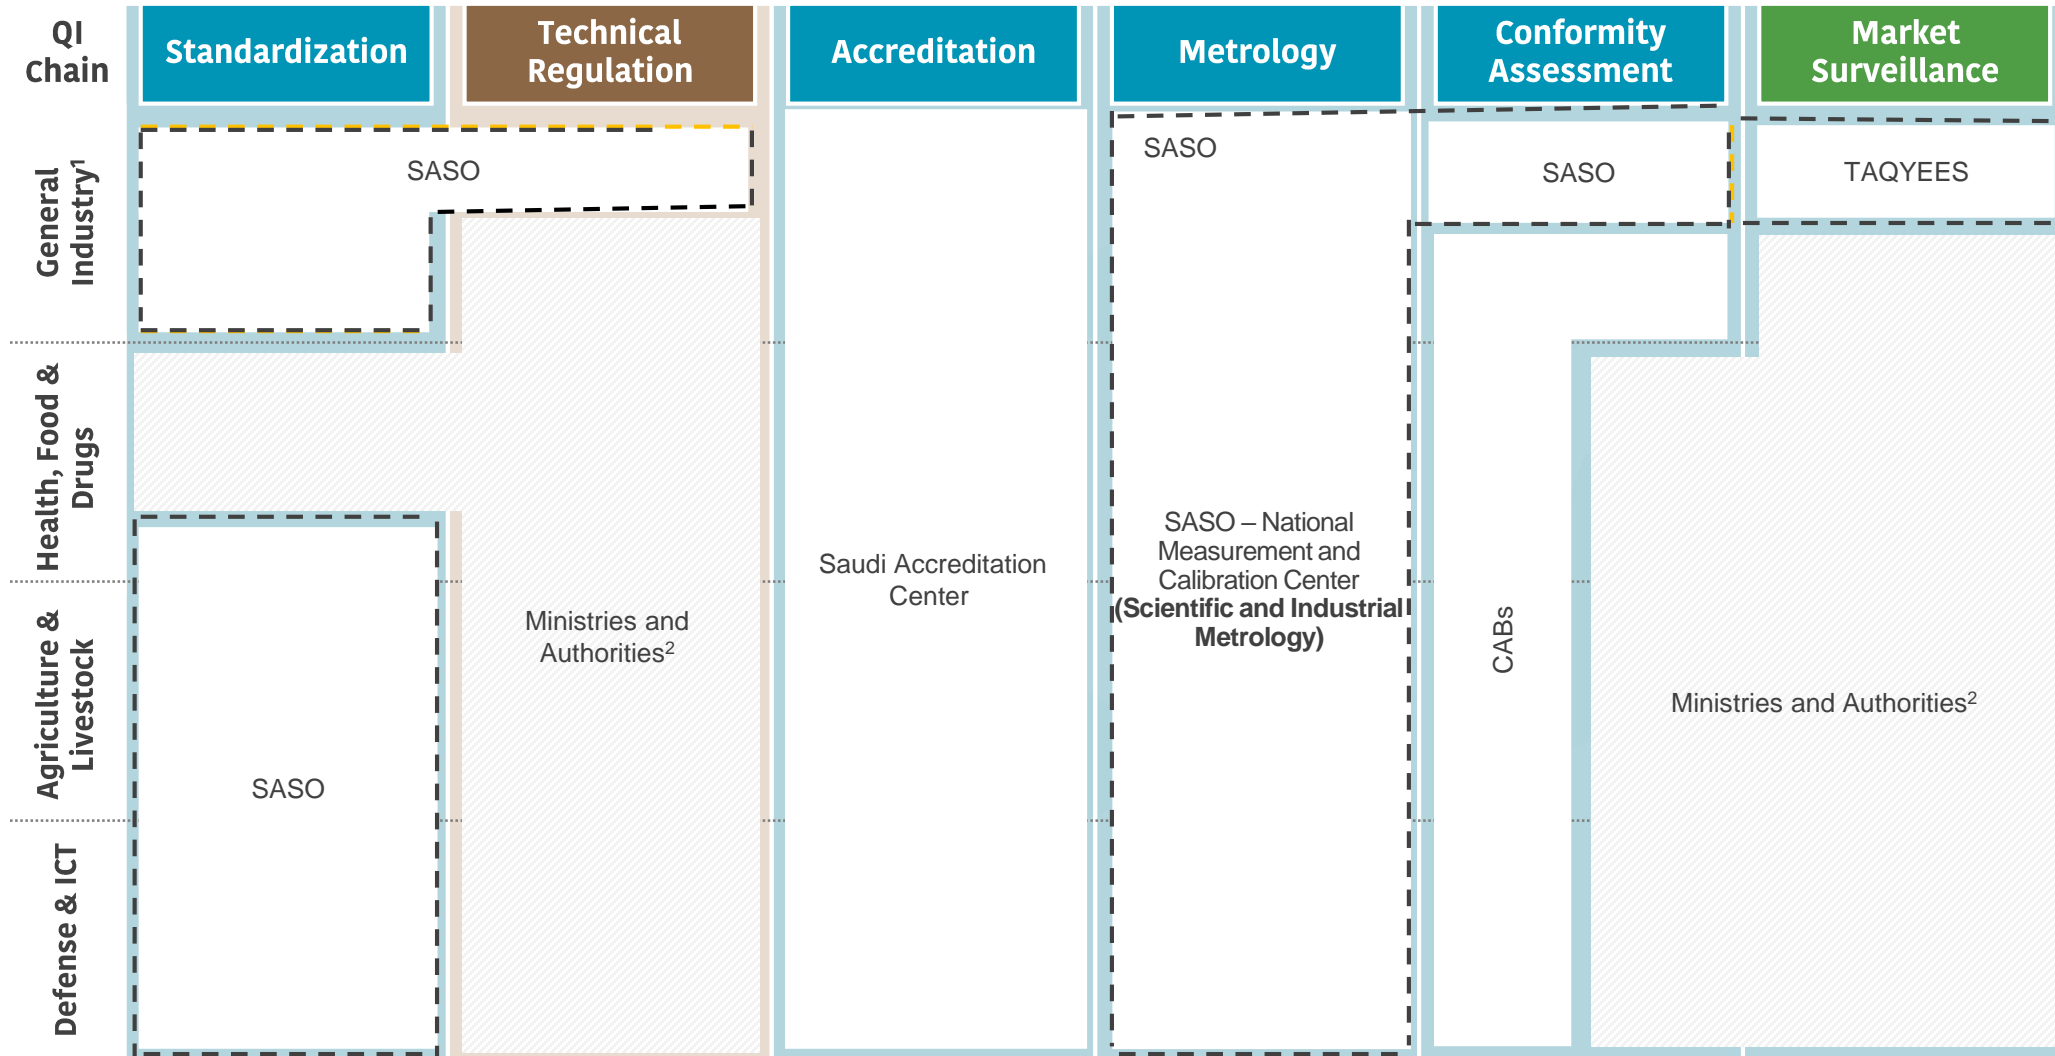 QI
Chain
Standardization
Technical
Regulation
Accreditation
Metrology
Conformity
Assessment
Market
Surveillance
General
Industry¹
SASO
SASO
SASO
TAQYEES
Health, Food &
Drugs
SASO – National
Measurement and
Calibration Center
(Scientific and Industrial
Metrology)
Saudi Accreditation
Center
Agriculture &
Livestock
Ministries and
Authorities²
CABs
Ministries and Authorities²
SASO
Defense & ICT